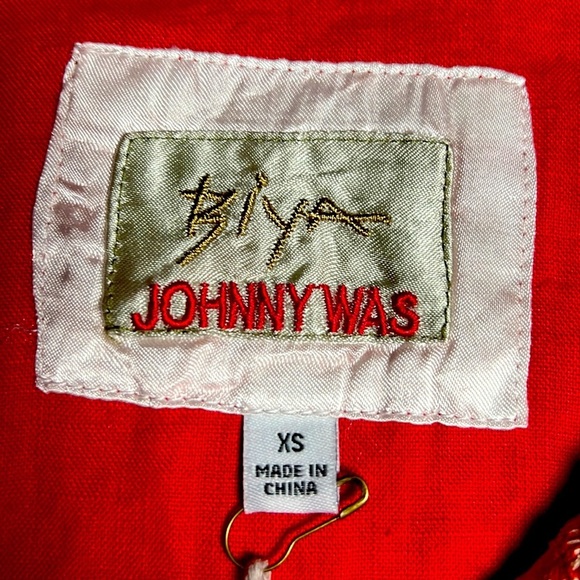 Biya
JOHNNY WAS
XS
MADE IN
CHINA